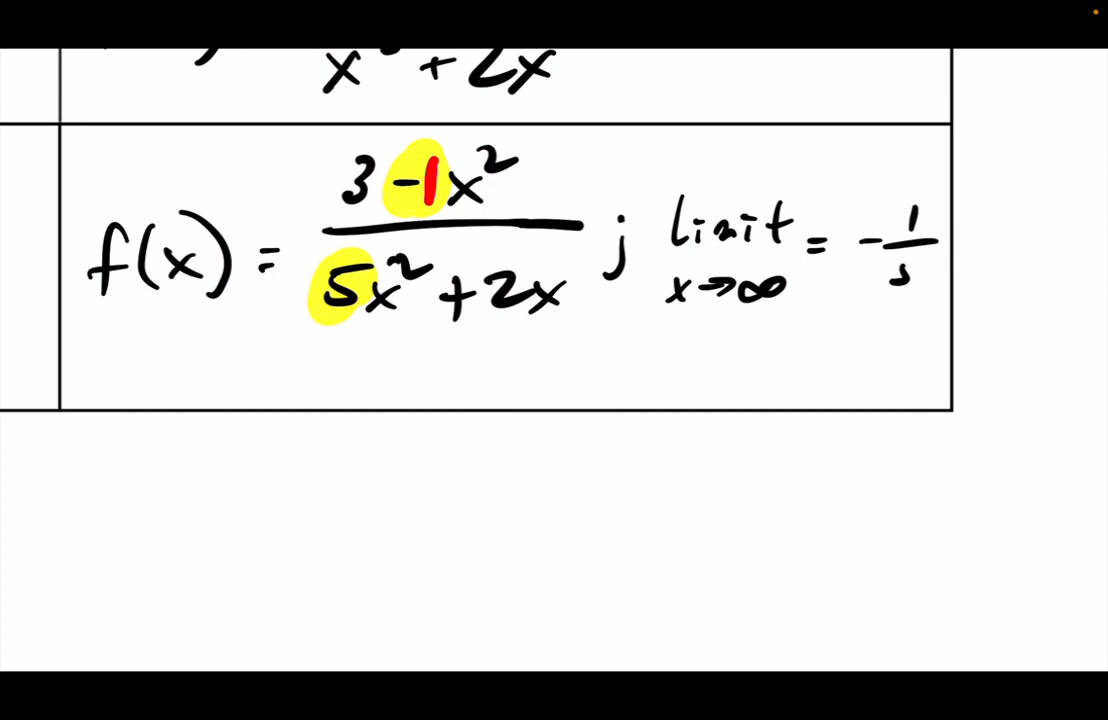 x² + 2x
f(x) = (3 - 1x²) / (5x² + 2x) ; limit x→∞ = - 1/5